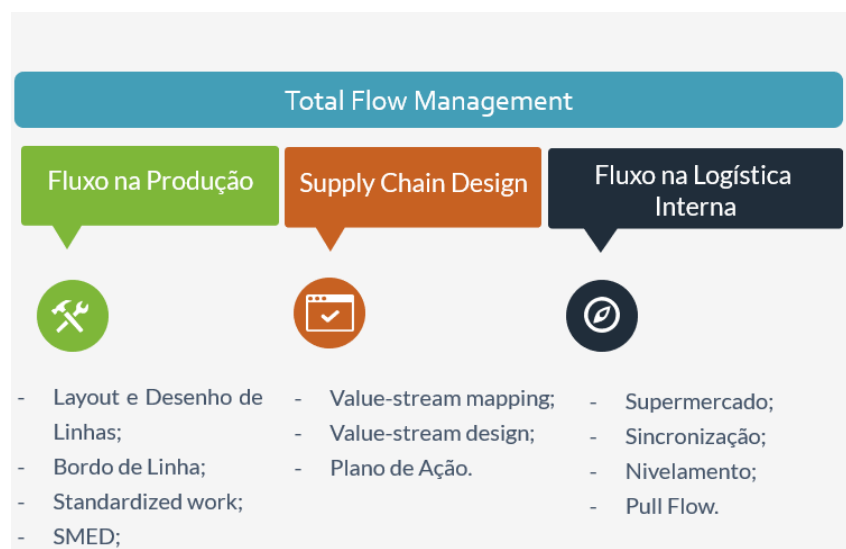 Total Flow Management
Fluxo na Produção
- Layout e Desenho de
Linhas;
- Bordo de Linha;
- Standardized work;
- SMED;
Supply Chain Design
- Value-stream mapping;
- Value-stream design;
- Plano de Ação.
Fluxo na Logística
Interna
- Supermercado;
- Sincronização;
- Nivelamento;
- Pull Flow.